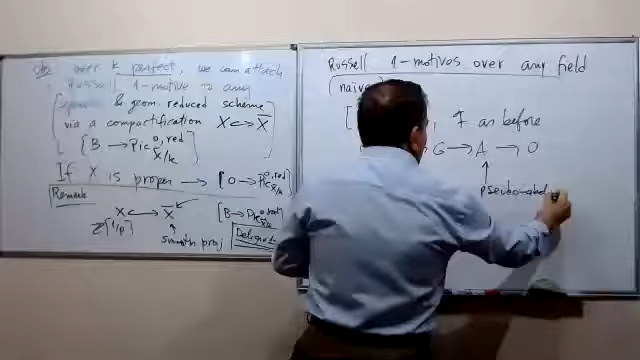 Over k perfect, we can attach
Russell 1-motive to any
& geom. reduced scheme
via a compactification X ↪ X̄
[B → Pic^{0,red}_{X̄/k}]
If X is proper → [0 → Pic^{0,red}_{X/k}]
Remark
X ↪ X̄
[B → Pic^{0,red}_{X̄/k}]
Z[1/p]
smooth proj
Deligne
Russell 1-motives over any field
(naive)
[ , as before
G → A → 0
pseudo-ab